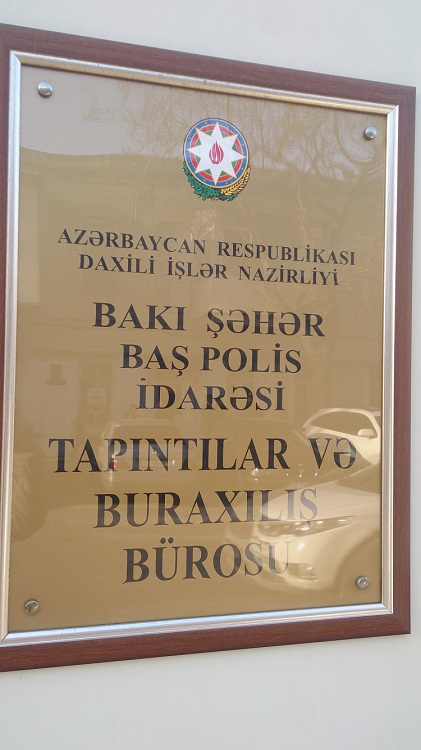 AZƏRBAYCAN RESPUBLİKASI
DAXİLİ İŞLƏR NAZİRLİYİ
BAKI ŞƏHƏR
BAŞ POLİS
İDARƏSİ
TAPINTILAR VƏ
BURAXILIŞ
BÜROSU